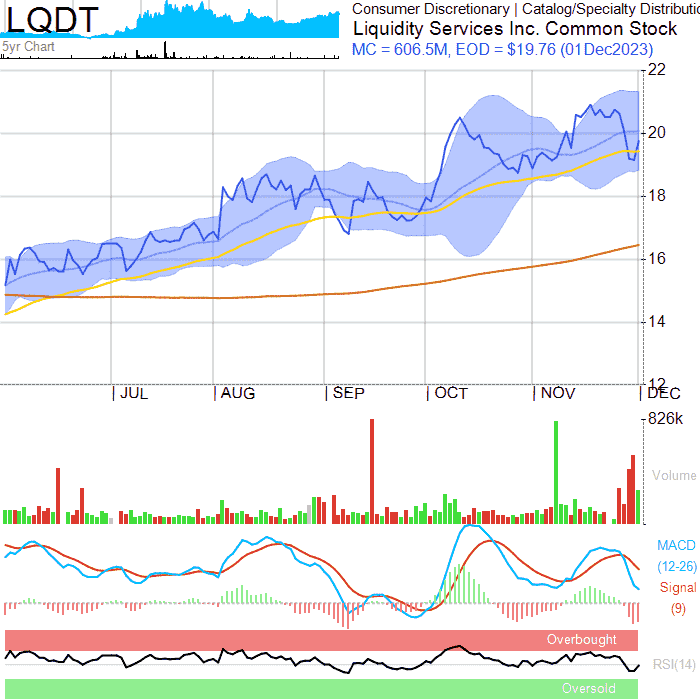 LQDT
5yr Chart
Consumer Discretionary | Catalog/Specialty Distributio
Liquidity Services Inc. Common Stock
MC = 606.5M, EOD = $19.76 (01Dec2023)
22
20
18
16
14
12
JUL AUG SEP OCT NOV DEC
826k
Volume
MACD
(12-26)
Signal
(9)
Overbought
RSI(14)
Oversold